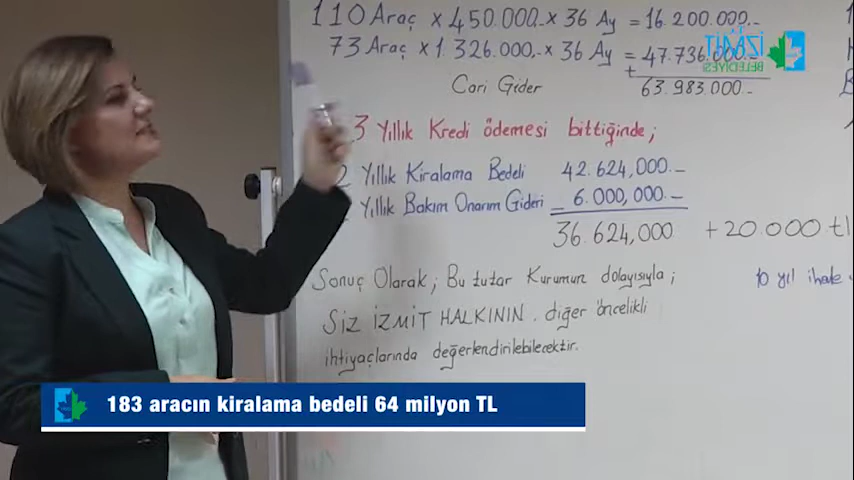 110 Araç x 450.000.- x 36 Ay = 16.200.000.-
73 Araç x 1.326.000,- x 36 Ay = 47.736.000.-
+
Cari Gider 63.983.000.-
3 Yıllık Kredi ödemesi bittiğinde;
2 Yıllık Kiralama Bedeli 42.624,000.-
Yıllık Bakım Onarım Gideri - 6.000,000.-
36.624,000 +20.000.000 tl
Sonuç Olarak; Bu tutar Kurumun dolayısıyla;
10 yıl ihale
SİZ İZMİT HALKININ. diğer öncelikli
ihtiyaçlarında değerlendirilebilecektir.
İZMİT
BELEDİYESİ
183 aracın kiralama bedeli 64 milyon TL